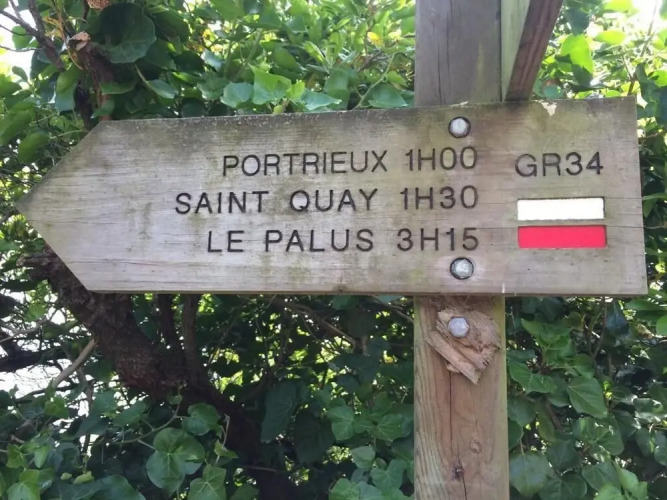 PORTRIEUX 1H00 GR34
SAINT QUAY 1H30
LE PALUS 3H15